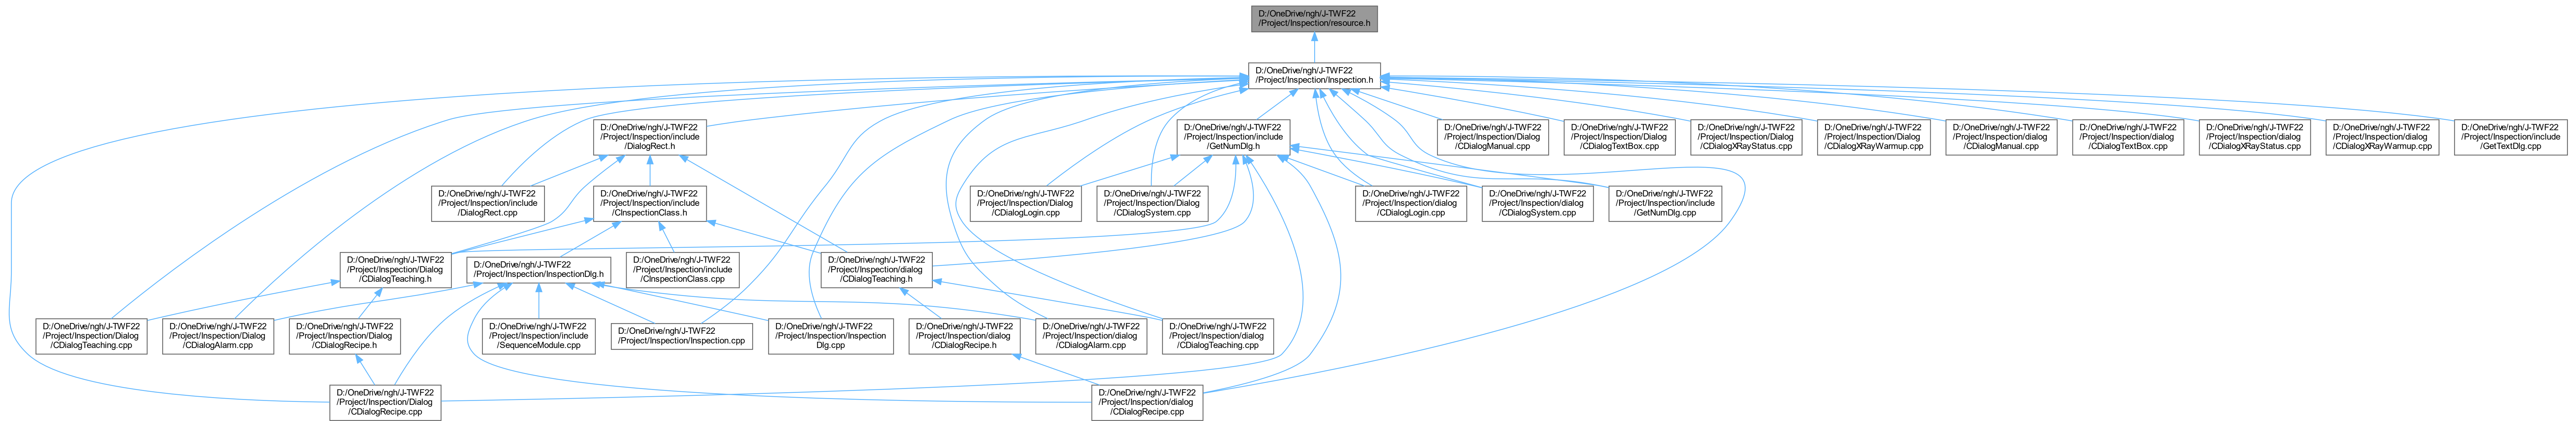 D:/OneDrive/ngh/J-TWF22
/Project/Inspection/resource.h
D:/OneDrive/ngh/J-TWF22
/Project/Inspection/Inspection.h
D:/OneDrive/ngh/J-TWF22
/Project/Inspection/include
/DialogRect.h
D:/OneDrive/ngh/J-TWF22
/Project/Inspection/include
/GetNumDlg.h
D:/OneDrive/ngh/J-TWF22
/Project/Inspection/Dialog
/CDialogManual.cpp
D:/OneDrive/ngh/J-TWF22
/Project/Inspection/Dialog
/CDialogTextBox.cpp
D:/OneDrive/ngh/J-TWF22
/Project/Inspection/Dialog
/CDialogXRayStatus.cpp
D:/OneDrive/ngh/J-TWF22
/Project/Inspection/Dialog
/CDialogXRayWarmup.cpp
D:/OneDrive/ngh/J-TWF22
/Project/Inspection/dialog
/CDialogManual.cpp
D:/OneDrive/ngh/J-TWF22
/Project/Inspection/dialog
/CDialogTextBox.cpp
D:/OneDrive/ngh/J-TWF22
/Project/Inspection/dialog
/CDialogXRayStatus.cpp
D:/OneDrive/ngh/J-TWF22
/Project/Inspection/dialog
/CDialogXRayWarmup.cpp
D:/OneDrive/ngh/J-TWF22
/Project/Inspection/include
/GetTextDlg.h
D:/OneDrive/ngh/J-TWF22
/Project/Inspection/include
/DialogRect.cpp
D:/OneDrive/ngh/J-TWF22
/Project/Inspection/include
/CInspectionClass.h
D:/OneDrive/ngh/J-TWF22
/Project/Inspection/Dialog
/CDialogLogin.cpp
D:/OneDrive/ngh/J-TWF22
/Project/Inspection/Dialog
/CDialogSystem.cpp
D:/OneDrive/ngh/J-TWF22
/Project/Inspection/dialog
/CDialogLogin.cpp
D:/OneDrive/ngh/J-TWF22
/Project/Inspection/dialog
/CDialogSystem.cpp
D:/OneDrive/ngh/J-TWF22
/Project/Inspection/include
/GetNumDlg.cpp
D:/OneDrive/ngh/J-TWF22
/Project/Inspection/Dialog
/CDialogTeaching.h
D:/OneDrive/ngh/J-TWF22
/Project/Inspection/InspectionDlg.h
D:/OneDrive/ngh/J-TWF22
/Project/Inspection/include
/CInspectionClass.cpp
D:/OneDrive/ngh/J-TWF22
/Project/Inspection/dialog
/CDialogTeaching.h
D:/OneDrive/ngh/J-TWF22
/Project/Inspection/Dialog
/CDialogTeaching.cpp
D:/OneDrive/ngh/J-TWF22
/Project/Inspection/Dialog
/CDialogAlarm.cpp
D:/OneDrive/ngh/J-TWF22
/Project/Inspection/Dialog
/CDialogRecipe.h
D:/OneDrive/ngh/J-TWF22
/Project/Inspection/include
/SequenceModule.cpp
D:/OneDrive/ngh/J-TWF22
/Project/Inspection/Inspection.cpp
D:/OneDrive/ngh/J-TWF22
/Project/Inspection/Inspection
Dlg.cpp
D:/OneDrive/ngh/J-TWF22
/Project/Inspection/dialog
/CDialogRecipe.h
D:/OneDrive/ngh/J-TWF22
/Project/Inspection/dialog
/CDialogAlarm.cpp
D:/OneDrive/ngh/J-TWF22
/Project/Inspection/dialog
/CDialogTeaching.cpp
D:/OneDrive/ngh/J-TWF22
/Project/Inspection/Dialog
/CDialogRecipe.cpp
D:/OneDrive/ngh/J-TWF22
/Project/Inspection/dialog
/CDialogRecipe.cpp